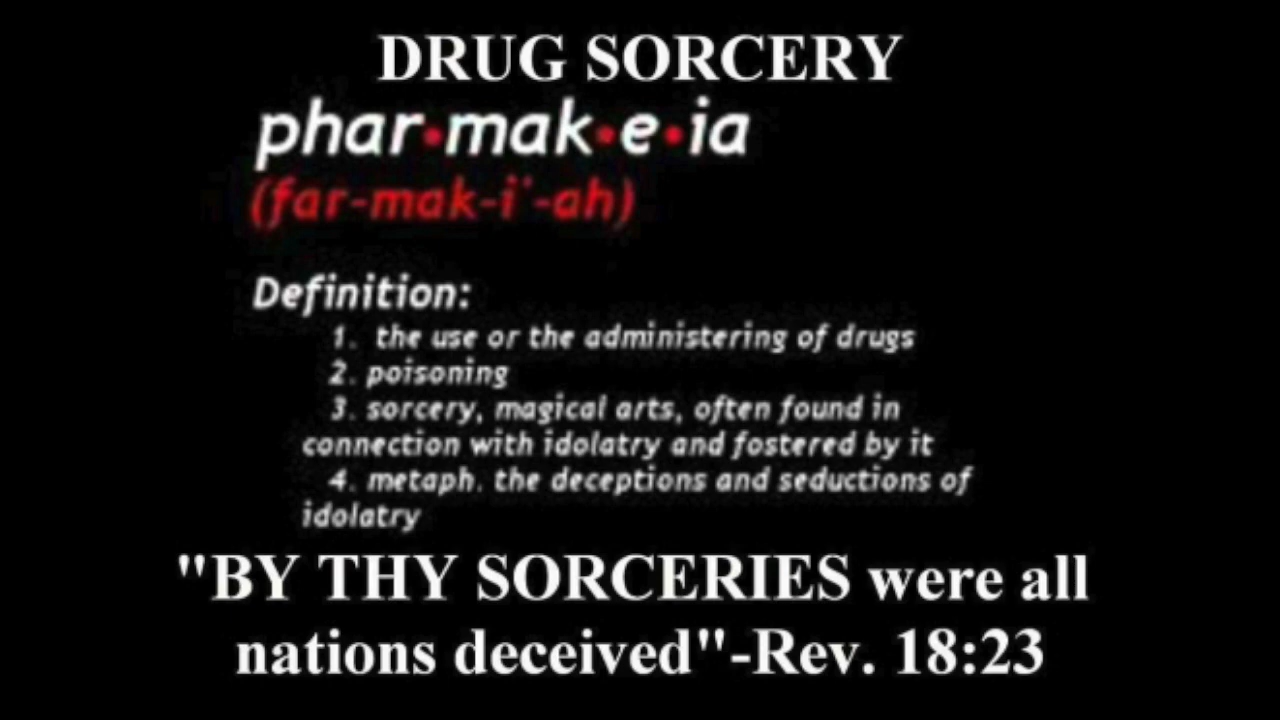 DRUG SORCERY
phar•mak•e•ia
(far-mak-i'-ah)
Definition:
1. the use or the administering of drugs
2. poisoning
3. sorcery, magical arts, often found in
connection with idolatry and fostered by it
4. metaph. the deceptions and seductions of
idolatry
"BY THY SORCERIES were all
nations deceived"-Rev. 18:23